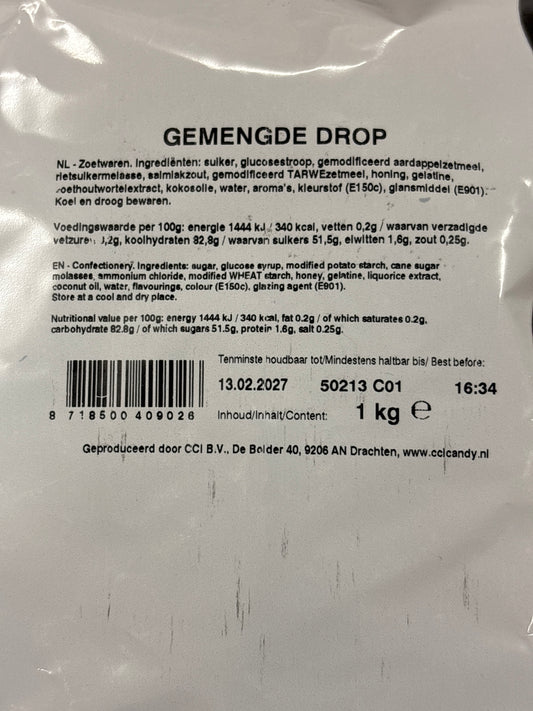 GEMENGDE DROP
NL - Zoetwaren. Ingrediënten: suiker, glucosestroop, gemodificeerd aardappelzetmeel,
rietsuikermelasse, salmiakzout, gemodificeerd TARWEzetmeel, honing, gelatine,
zoethoutwortelextract, kokosolie, water, aroma's, kleurstof (E150c), glansmiddel (E901).
Koel en droog bewaren.
Voedingswaarde per 100g: energie 1444 kJ / 340 kcal, vetten 0,2g / waarvan verzadigde
vetzuren 0,2g, koolhydraten 82,8g / waarvan suikers 51,5g, eiwitten 1,6g, zout 0,25g.
EN - Confectionery. Ingredients: sugar, glucose syrup, modified potato starch, cane sugar
molasses, ammonium chloride, modified WHEAT starch, honey, gelatine, liquorice extract,
coconut oil, water, flavourings, colour (E150c), glazing agent (E901).
Store at a cool and dry place.
Nutritional value per 100g: energy 1444 kJ / 340 kcal, fat 0.2g / of which saturates 0.2g,
carbohydrate 82.8g / of which sugars 51.5g, protein 1.6g, salt 0.25g.
Tenminste houdbaar tot/Mindestens haltbar bis/ Best before:
13.02.2027 50213 C01 16:34
8 718500 409026
Inhoud/Inhalt/Content: 1 kg ℮
Geproduceerd door CCI B.V., De Bolder 40, 9206 AN Drachten, www.ccicandy.nl